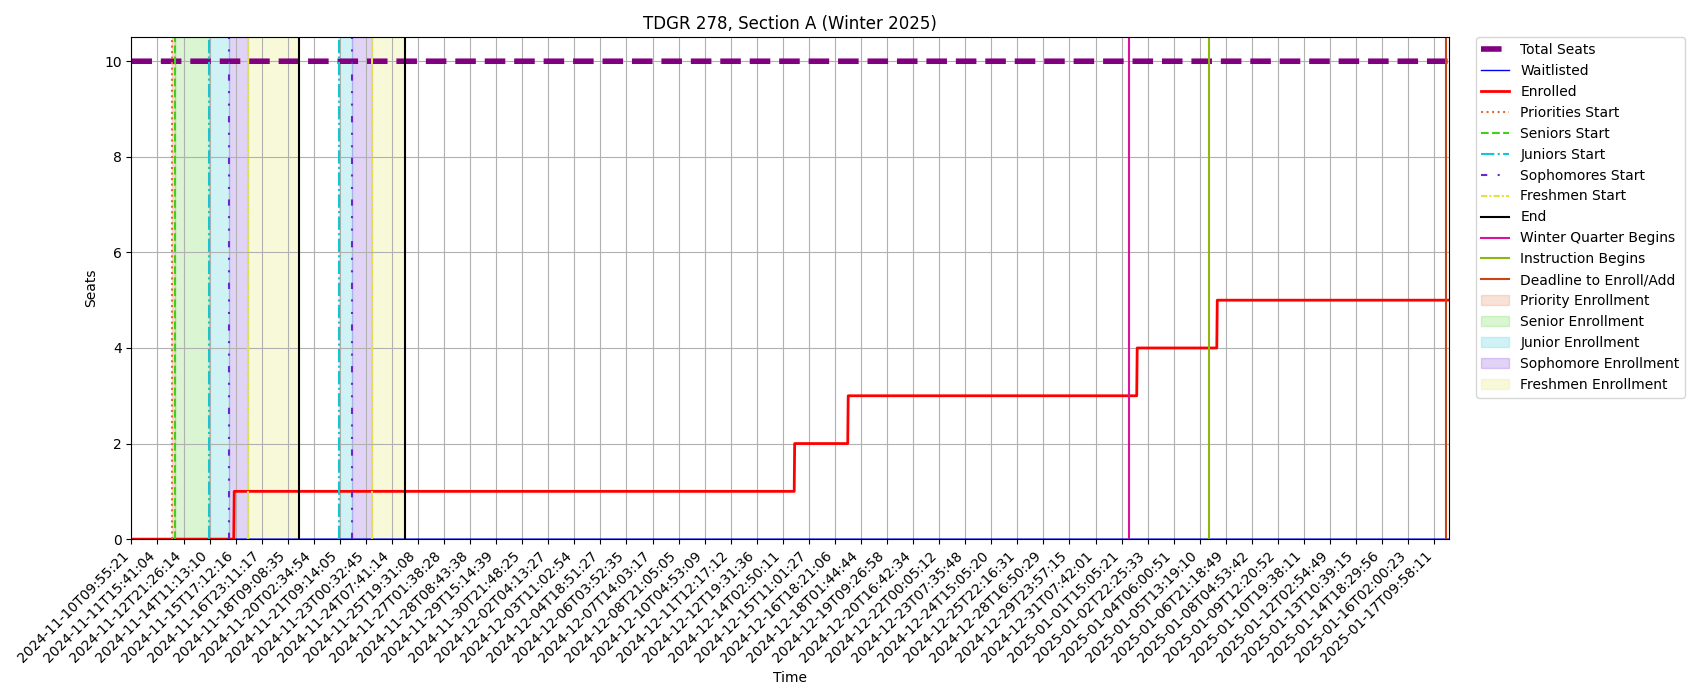 TDGR 278, Section A (Winter 2025)
10
8
6
4
2
0
Seats
2024-11-10T09:55:21
2024-11-11T15:41:04
2024-11-12T21:26:14
2024-11-14T11:13:10
2024-11-15T17:12:16
2024-11-16T23:11:17
2024-11-18T09:08:35
2024-11-20T02:34:54
2024-11-21T09:14:05
2024-11-23T00:32:45
2024-11-24T07:41:14
2024-11-25T19:31:08
2024-11-27T01:38:28
2024-11-28T08:43:38
2024-11-29T15:14:39
2024-11-30T21:48:25
2024-12-02T04:13:27
2024-12-03T11:02:54
2024-12-04T18:51:27
2024-12-06T03:52:35
2024-12-07T14:03:17
2024-12-08T21:05:05
2024-12-10T04:53:09
2024-12-11T12:17:12
2024-12-12T19:31:36
2024-12-14T02:50:11
2024-12-15T11:01:27
2024-12-16T18:21:06
2024-12-18T01:44:44
2024-12-19T09:26:58
2024-12-20T16:42:34
2024-12-22T00:05:12
2024-12-23T07:35:48
2024-12-24T15:05:20
2024-12-25T22:16:31
2024-12-28T16:50:29
2024-12-29T23:57:15
2024-12-31T07:42:01
2025-01-01T15:05:21
2025-01-02T22:25:33
2025-01-04T06:00:51
2025-01-05T13:19:10
2025-01-06T21:18:49
2025-01-08T04:53:42
2025-01-09T12:20:52
2025-01-10T19:38:11
2025-01-12T02:54:49
2025-01-13T10:39:15
2025-01-14T18:29:56
2025-01-16T02:00:23
2025-01-17T09:58:11
Time
Total Seats
Waitlisted
Enrolled
Priorities Start
Seniors Start
Juniors Start
Sophomores Start
Freshmen Start
End
Winter Quarter Begins
Instruction Begins
Deadline to Enroll/Add
Priority Enrollment
Senior Enrollment
Junior Enrollment
Sophomore Enrollment
Freshmen Enrollment